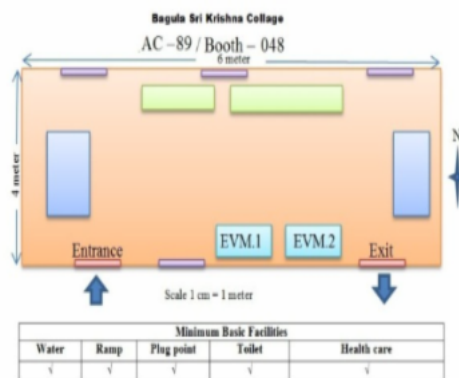 Bagula Sri Krishna Collage
AC –89 / Booth – 048
6 meter
4 meter
N
EVM.1 EVM.2
Entrance Exit
Scale 1 cm = 1 meter
Minimum Basic Facilities
Water Ramp Plug point Toilet Health care
√ √ √ √ √